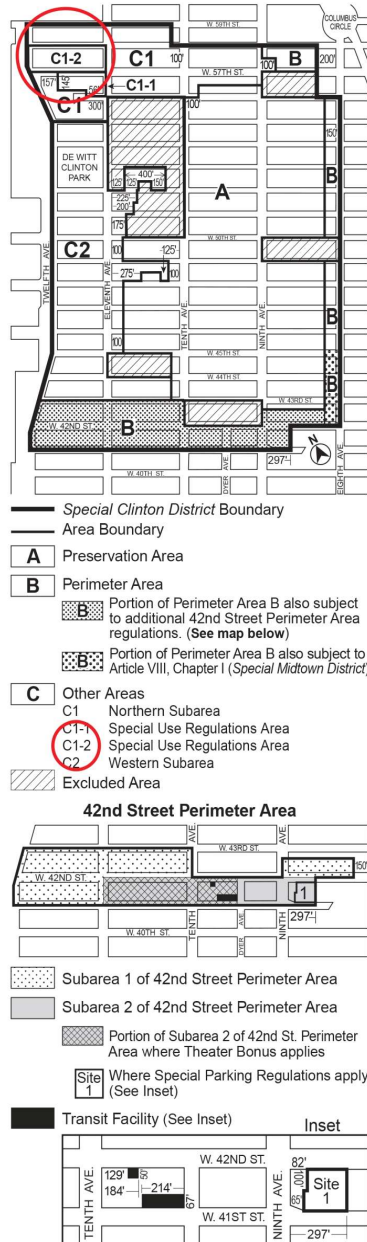 W. 59TH ST.
COLUMBUS
CIRCLE
C1-2
C1
100'
100'
B
200'
W. 57TH ST.
157'
145'
56'
C1-1
C1
300'
100'
150'
DE WITT
CLINTON
PARK
400'
125'
125'
150'
A
B
225'
200'
175'
TWELFTH AVE.
C2
ELEVENTH AVE.
W. 50TH ST.
100'
125'
275'
100'
TENTH AVE.
NINTH AVE.
B
100'
W. 45TH ST.
W. 44TH ST.
B
W. 43RD ST.
W. 42ND ST.
B
W. 40TH ST.
DYER AVE.
297'
N
EIGHTH AVE.
Special Clinton District Boundary
Area Boundary
A Preservation Area
B Perimeter Area
B Portion of Perimeter Area B also subject
to additional 42nd Street Perimeter Area
regulations. (See map below)
B Portion of Perimeter Area B also subject to
Article VIII, Chapter I (Special Midtown District)
C Other Areas
C1 Northern Subarea
C1-1 Special Use Regulations Area
C1-2 Special Use Regulations Area
C2 Western Subarea
Excluded Area
42nd Street Perimeter Area
AVE.
W. 43RD ST.
AVE.
150'
W. 42ND ST.
1
297'
W. 40TH ST.
TENTH
DYER AVE.
NINTH
Subarea 1 of 42nd Street Perimeter Area
Subarea 2 of 42nd Street Perimeter Area
Portion of Subarea 2 of 42nd St. Perimeter
Area where Theater Bonus applies
Site 1 Where Special Parking Regulations apply
(See Inset)
Transit Facility (See Inset)
Inset
W. 42ND ST.
82'
129'
50'
184'
214'
67'
100'
65'
Site
1
TENTH AVE.
W. 41ST ST.
NINTH AVE.
297'